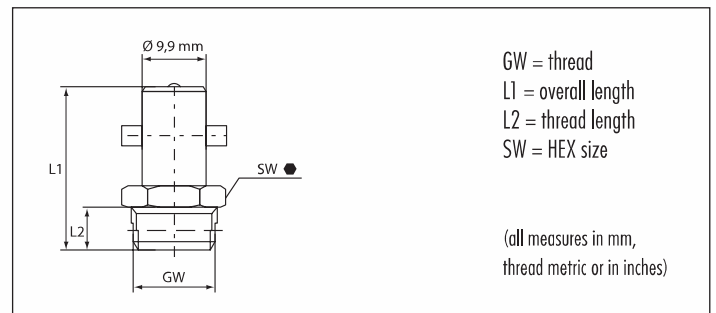 Ø 9,9 mm
L1
L2
SW
GW
GW = thread
L1 = overall length
L2 = thread length
SW = HEX size
(all measures in mm,
thread metric or in inches)